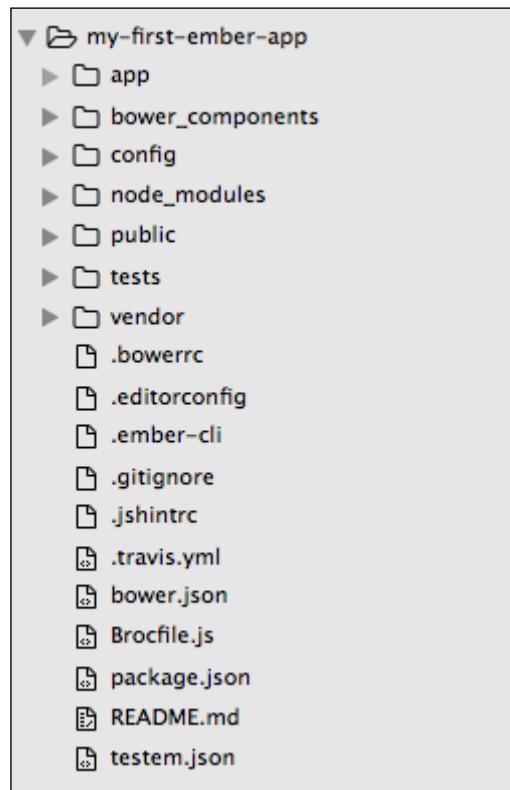 my-first-ember-app
app
bower_components
config
node_modules
public
tests
vendor
.bowerrc
.editorconfig
.ember-cli
.gitignore
.jshintrc
.travis.yml
bower.json
Brocfile.js
package.json
README.md
testem.json